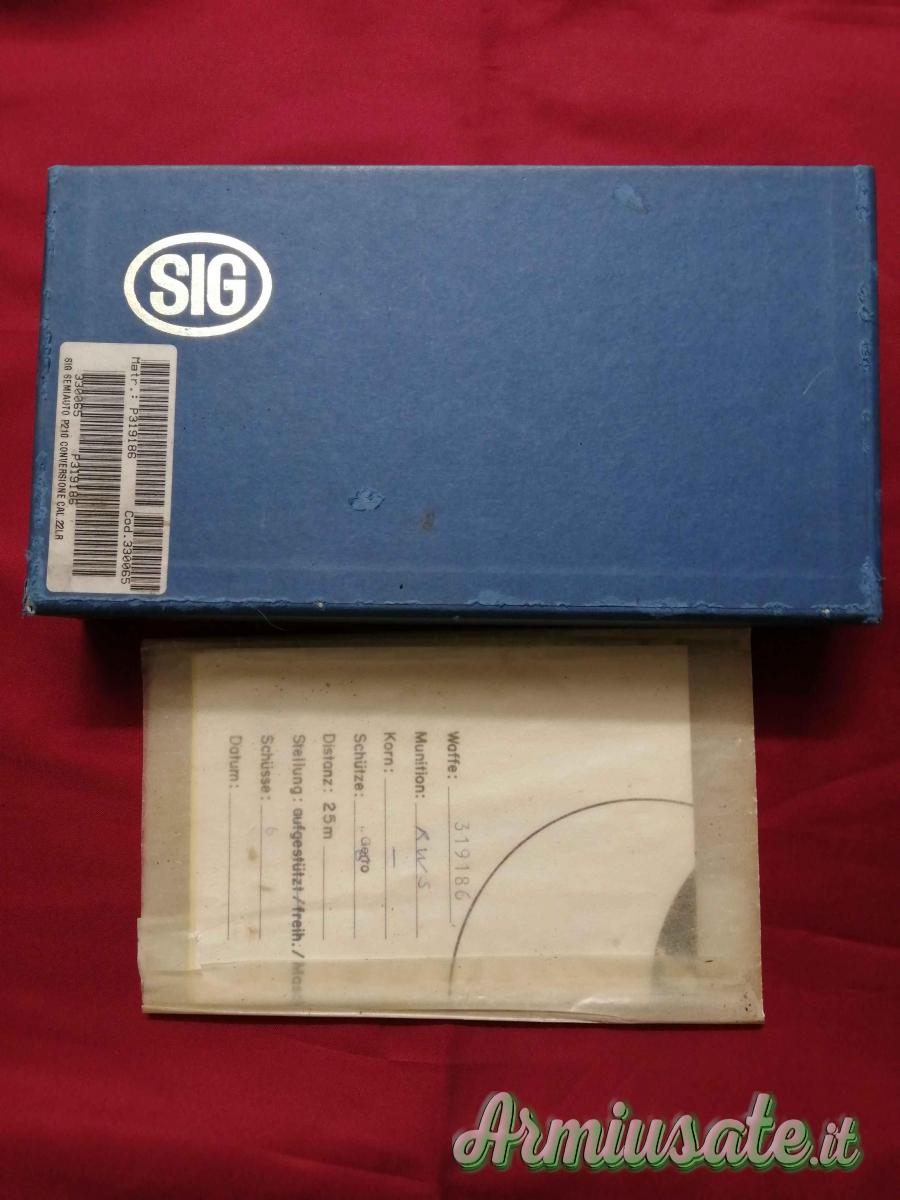 SIG
Matr.: P319186 Cod.330065
330065 P319186
SIG SEMIAUTO P210 CONVERSIONE CAL.22LR
Waffe: 319186
Munition: RWS
Korn: —
Schütze:
Distanz: 25m
Stellung: aufgestützt/freih./
Schüsse: 6
Datum:
Armiusate.it